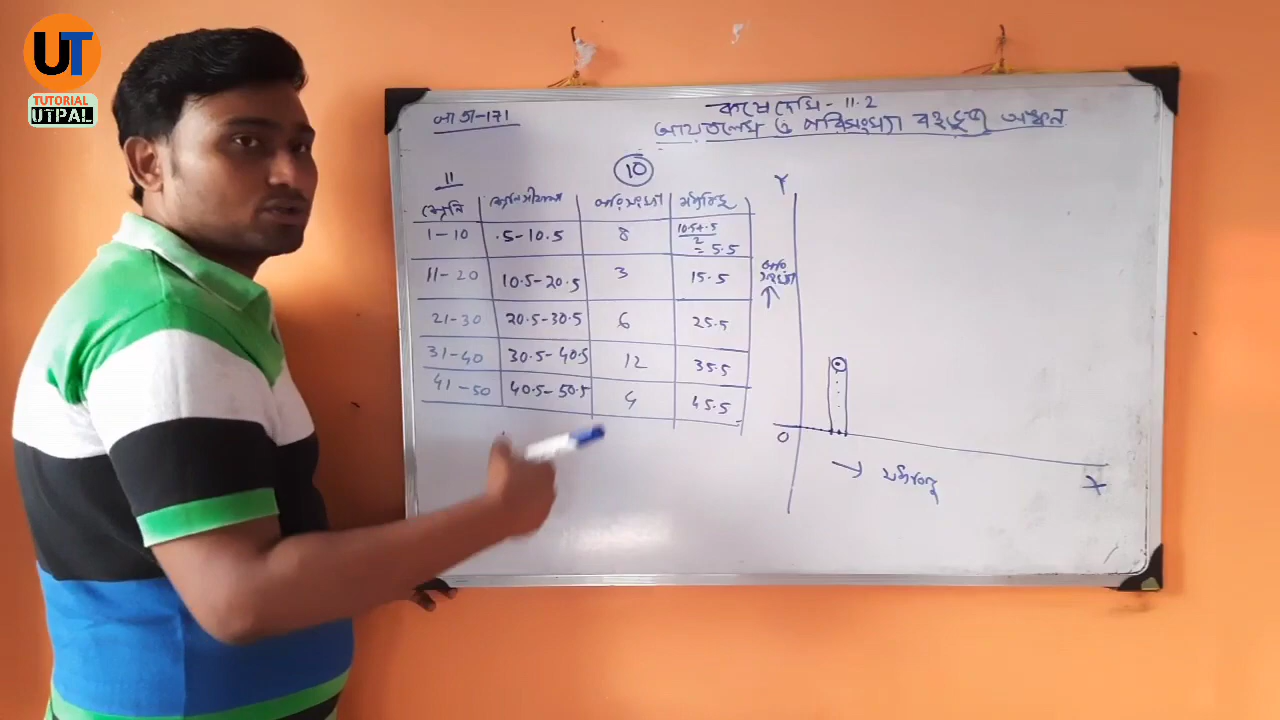 UT
TUTORIAL
UTPAL
পাতা-171
কষে দেখি - 11.2
আয়তলেখ ও পরিসংখ্যা বহুভুজ অঙ্কন
10
11
শ্রেণি শ্রেণি সীমানা পরিসংখ্যা মধ্যবিন্দু
1-10 .5-10.5 8 10.5+.5
2
= 5.5
11-20 10.5-20.5 3 15.5
21-30 20.5-30.5 6 25.5
31-40 30.5-40.5 12 35.5
41-50 40.5-50.5 4 45.5
Y
পরি
সংখ্যা
↑
O
→ মধ্যবিন্দু
X